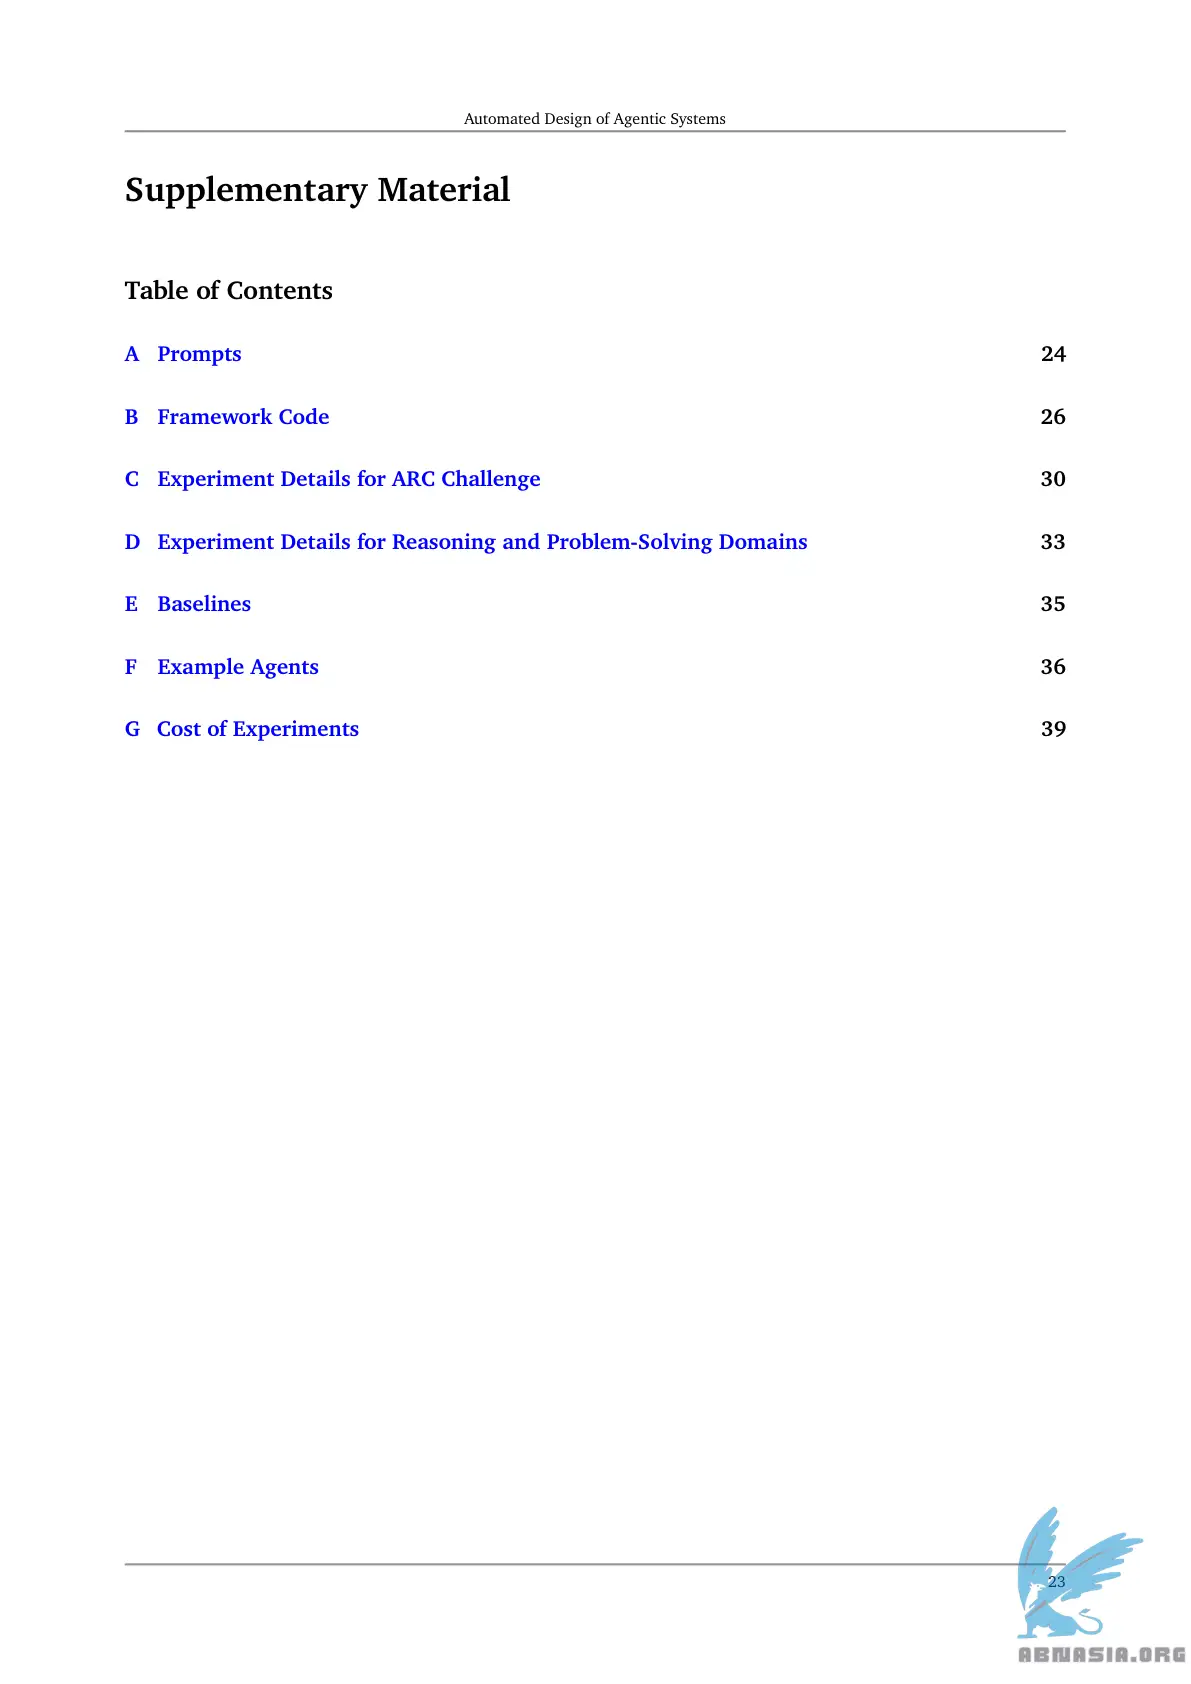 Automated Design of Agentic Systems
Supplementary Material
Table of Contents
A Prompts 24
B Framework Code 26
C Experiment Details for ARC Challenge 30
D Experiment Details for Reasoning and Problem-Solving Domains 33
E Baselines 35
F Example Agents 36
G Cost of Experiments 39
23
ABNASIA.ORG